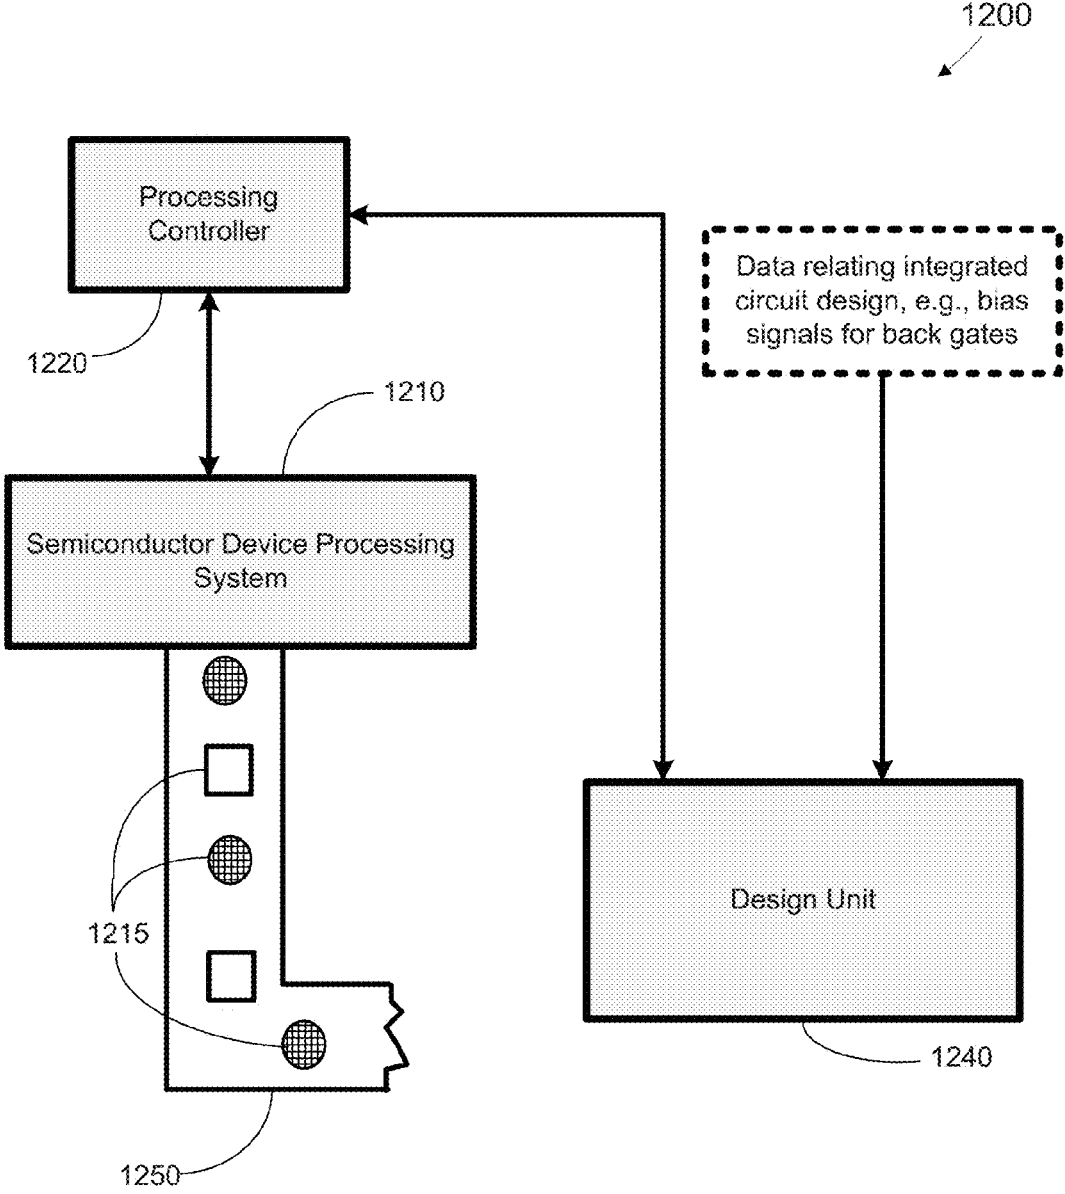 1200
Processing
Controller
Data relating integrated
circuit design, e.g., bias
signals for back gates
1220
1210
Semiconductor Device Processing
System
Design Unit
1215
1240
1250